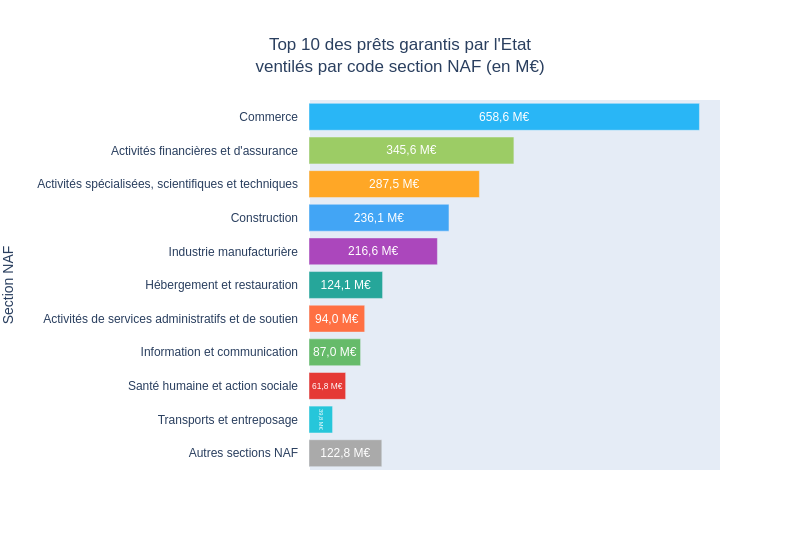 Top 10 des prêts garantis par l'Etat
ventilés par code section NAF (en M€)
Section NAF
Commerce 658,6 M€
Activités financières et d'assurance 345,6 M€
Activités spécialisées, scientifiques et techniques 287,5 M€
Construction 236,1 M€
Industrie manufacturière 216,6 M€
Hébergement et restauration 124,1 M€
Activités de services administratifs et de soutien 94,0 M€
Information et communication 87,0 M€
Santé humaine et action sociale 61,8 M€
Transports et entreposage
Autres sections NAF 122,8 M€